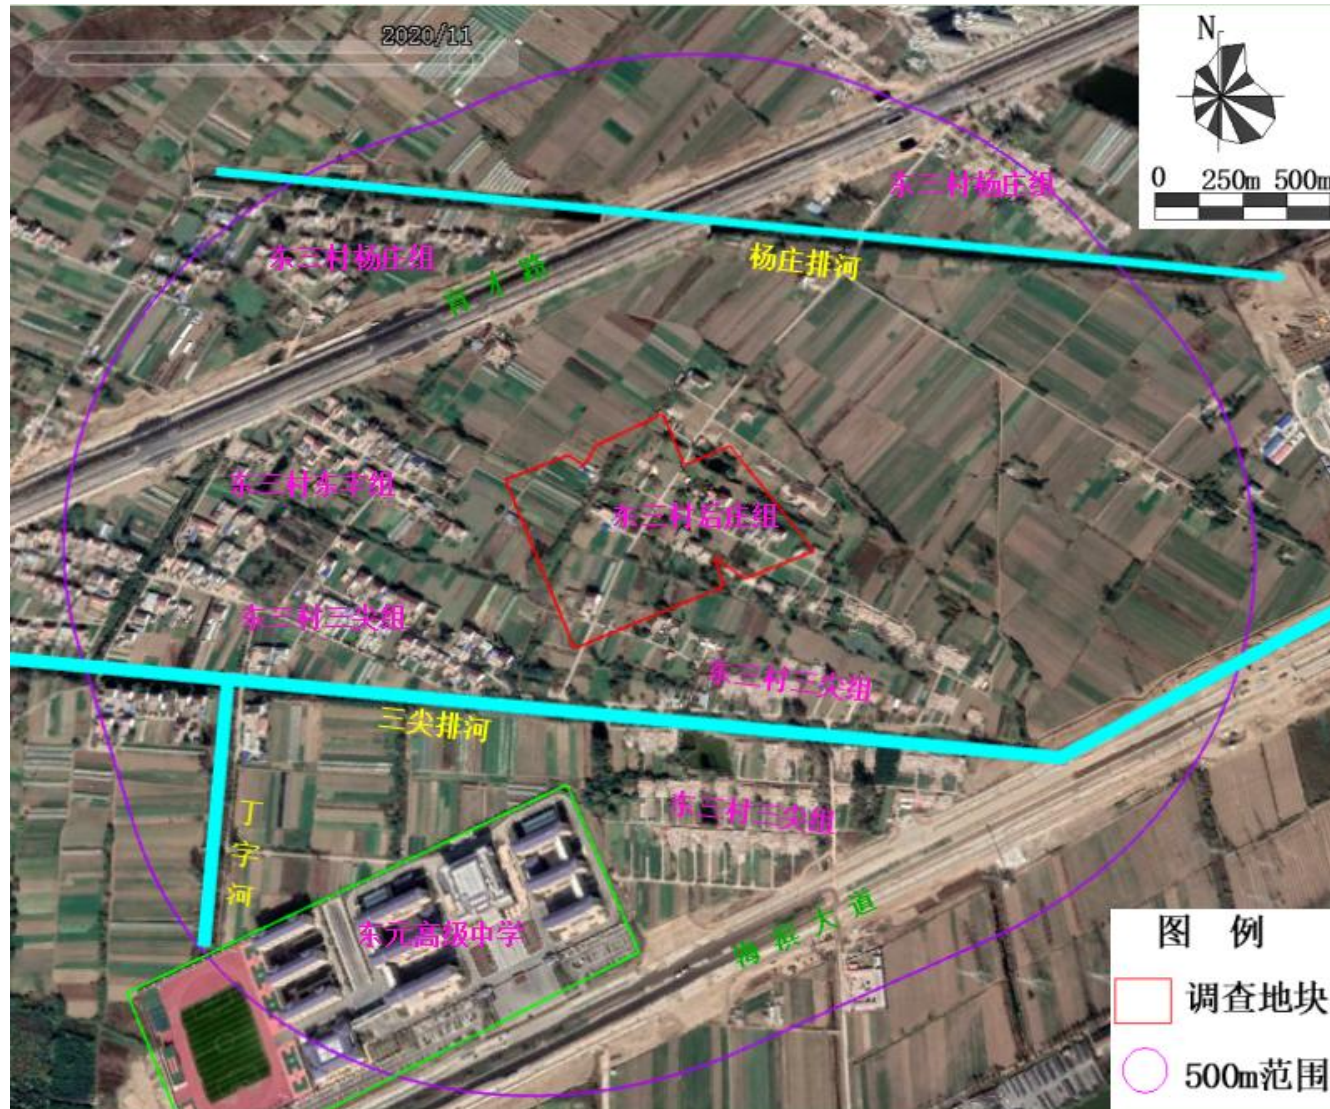 2020/11
N
0 250m 500m
东三村杨庄组
东三村杨庄组
杨庄排河
东三村东丰组
东三村后庄组
东三村三尖组
东三村三尖组
三尖排河
东三村三尖组
丁字河
东元高级中学
海滨大道
图 例
调查地块
500m范围